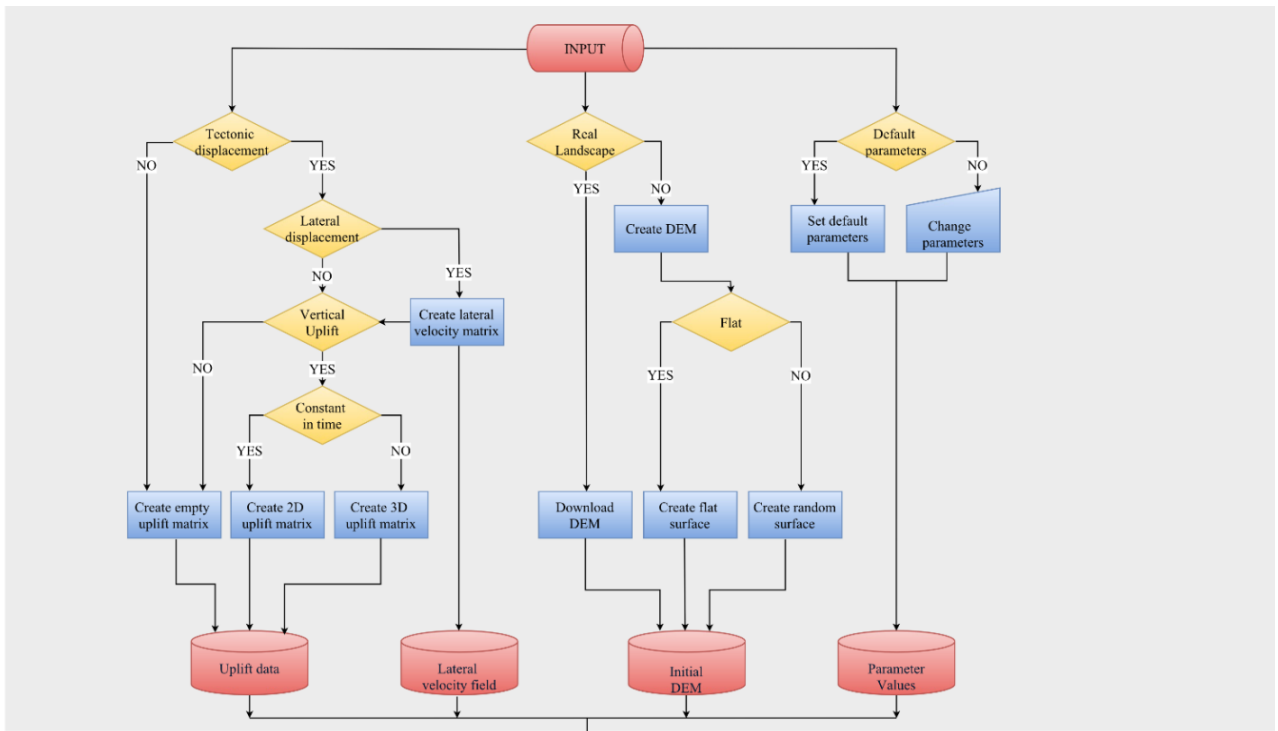 INPUT
Tectonic
displacement
Real
Landscape
Default
parameters
NO
YES
YES
NO
YES
NO
Lateral
displacement
Create DEM
Set default
parameters
Change
parameters
NO
YES
Vertical
Uplift
Create lateral
velocity matrix
Flat
NO
YES
YES
NO
Constant
in time
YES
NO
Create empty
uplift matrix
Create 2D
uplift matrix
Create 3D
uplift matrix
Download
DEM
Create flat
surface
Create random
surface
Uplift data
Lateral
velocity field
Initial
DEM
Parameter
Values